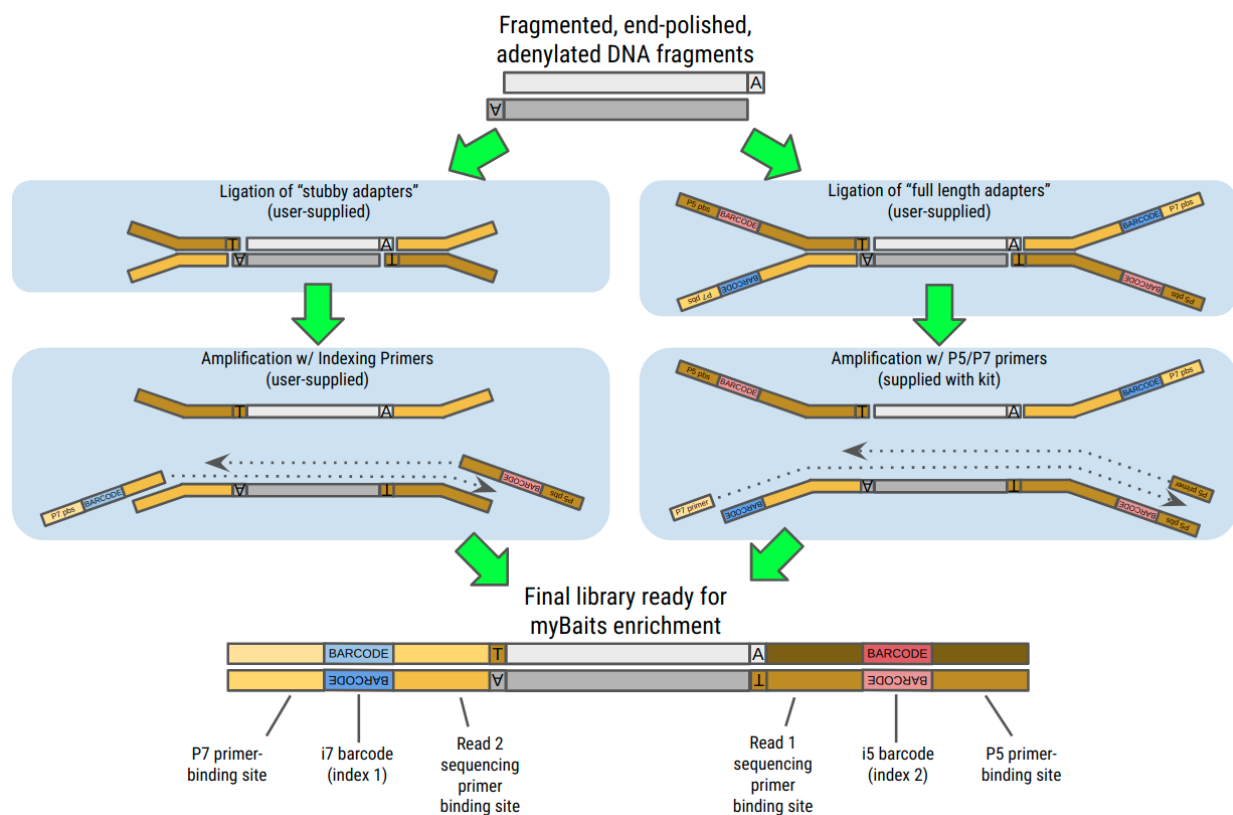 Fragmented, end-polished,
adenylated DNA fragments
A
A
Ligation of “stubby adapters”
(user-supplied)
T
A
A
T
Ligation of “full length adapters”
(user-supplied)
P5 pbs
BARCODE
BARCODE
P7 pbs
T
A
A
T
P7 pbs
BARCODE
BARCODE
P5 pbs
Amplification w/ Indexing Primers
(user-supplied)
T
A
P7 pbs
BARCODE
A
T
BARCODE
P5 pbs
Amplification w/ P5/P7 primers
(supplied with kit)
P5 pbs
BARCODE
BARCODE
P7 pbs
T
A
P7 primer
BARCODE
A
T
BARCODE
P5 pbs
P5 primer
Final library ready for
myBaits enrichment
BARCODE
T
A
BARCODE
BARCODE
A
T
BARCODE
P7 primer-
binding site
i7 barcode
(index 1)
Read 2
sequencing
primer
binding site
Read 1
sequencing
primer
binding site
i5 barcode
(index 2)
P5 primer-
binding site